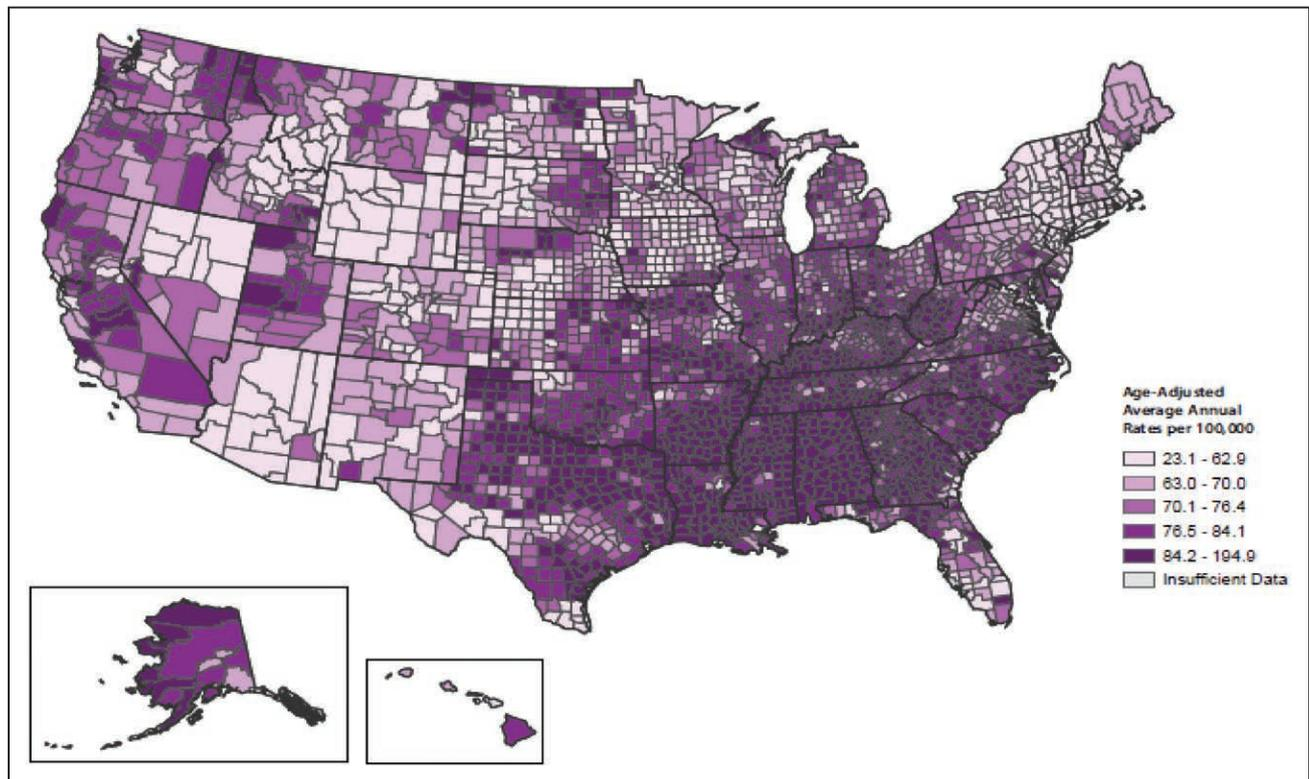 Age-Adjusted
Average Annual
Rates per 100,000
23.1 - 62.9
63.0 - 70.0
70.1 - 76.4
76.5 - 84.1
84.2 - 194.9
Insufficient Data